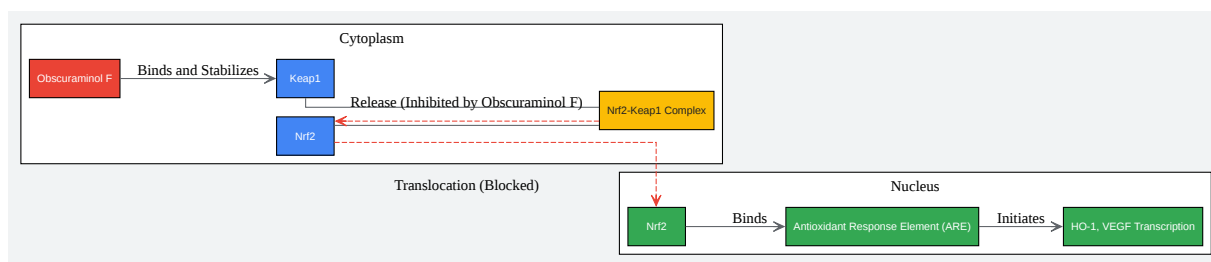 Cytoplasm
Obscuraminol F
Binds and Stabilizes
Keap1
Release (Inhibited by Obscuraminol F)
Nrf2-Keap1 Complex
Nrf2
Translocation (Blocked)
Nucleus
Nrf2
Binds
Antioxidant Response Element (ARE)
Initiates
HO-1, VEGF Transcription